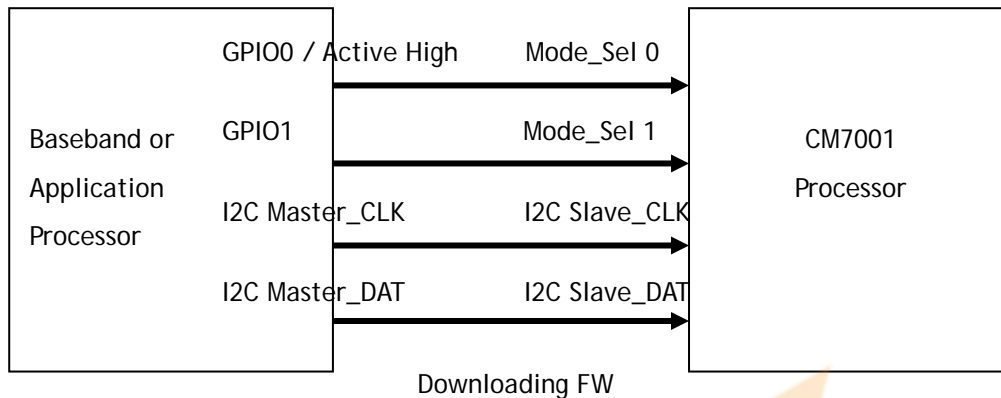 GPIO0 / Active High
Mode_Sel 0
Baseband or
Application
Processor
GPIO1
Mode_Sel 1
CM7001
Processor
I2C Master_CLK
I2C Slave_CLK
I2C Master_DAT
I2C Slave_DAT
Downloading FW